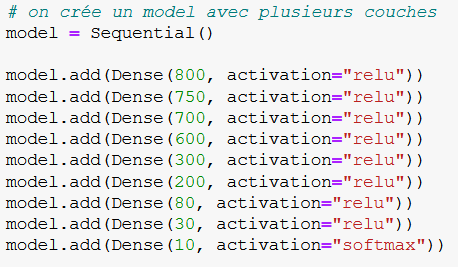 # on crée un model avec plusieurs couches
model = Sequential()
model.add(Dense(800, activation="relu"))
model.add(Dense(750, activation="relu"))
model.add(Dense(700, activation="relu"))
model.add(Dense(600, activation="relu"))
model.add(Dense(300, activation="relu"))
model.add(Dense(200, activation="relu"))
model.add(Dense(80, activation="relu"))
model.add(Dense(30, activation="relu"))
model.add(Dense(10, activation="softmax"))